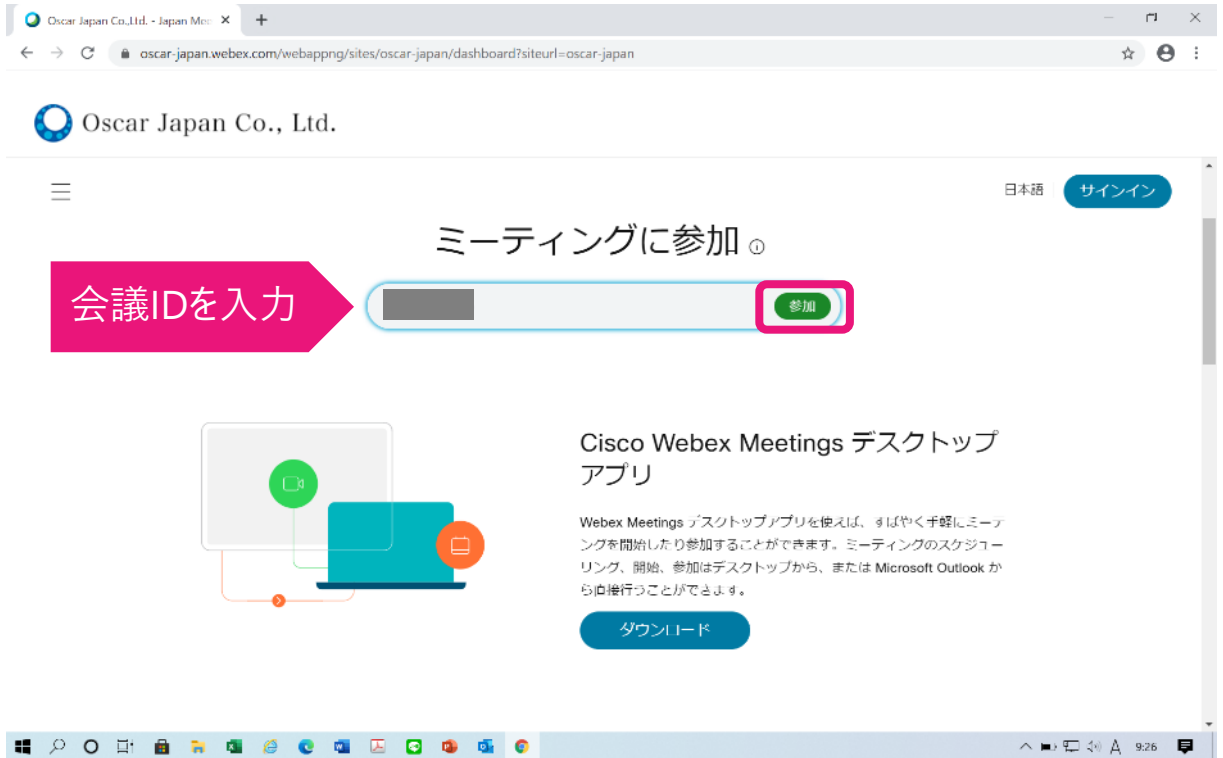 Oscar Japan Co.,Ltd. - Japan Mee
oscar-japan.webex.com/webappng/sites/oscar-japan/dashboard?siteurl=oscar-japan
Oscar Japan Co., Ltd.
日本語
サインイン
ミーティングに参加
会議IDを入力
参加
Cisco Webex Meetings デスクトップ
アプリ
Webex Meetings デスクトップアプリを使えば、すばやく手軽にミーテ
ィングを開始したり参加することができます。ミーティングのスケジュー
リング、開始、参加はデスクトップから、または Microsoft Outlook か
ら直接行うことができます。
ダウンロード
A 9:26